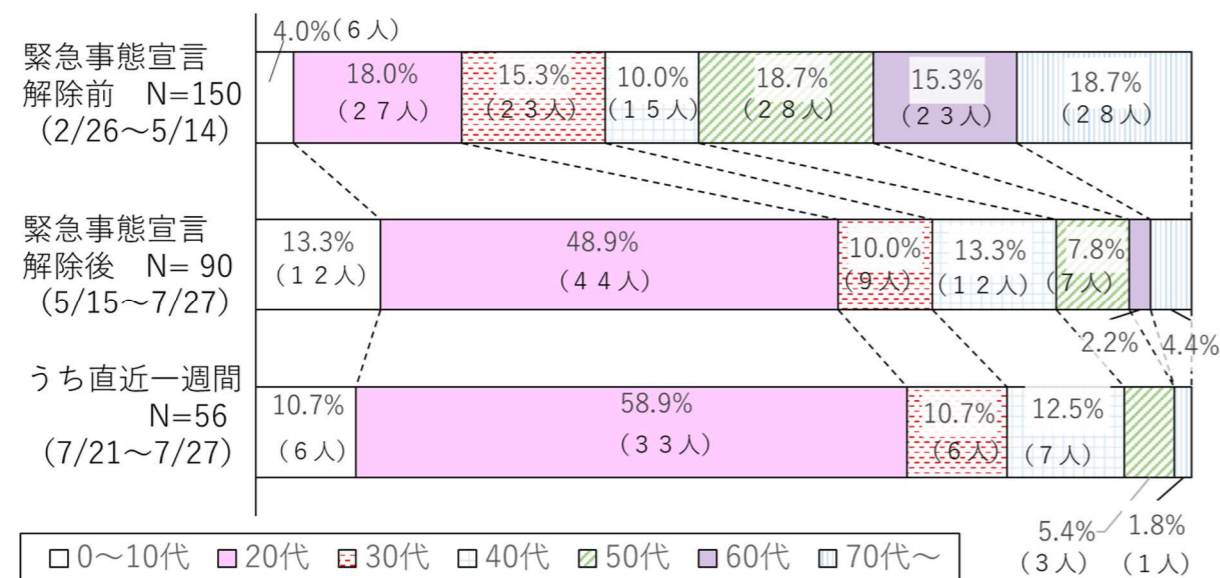 4.0%(6人)
緊急事態宣言
解除前 N=150
(2/26～5/14)
18.0%
(27人)
15.3%
(23人)
10.0%
(15人)
18.7%
(28人)
15.3%
(23人)
18.7%
(28人)
緊急事態宣言
解除後 N= 90
(5/15～7/27)
13.3%
(12人)
48.9%
(44人)
10.0%
(9人)
13.3%
(12人)
7.8%
(7人)
2.2%
4.4%
うち直近一週間
N=56
(7/21～7/27)
10.7%
(6人)
58.9%
(33人)
10.7%
(6人)
12.5%
(7人)
5.4%
(3人)
1.8%
(1人)
0～10代 20代 30代 40代 50代 60代 70代～